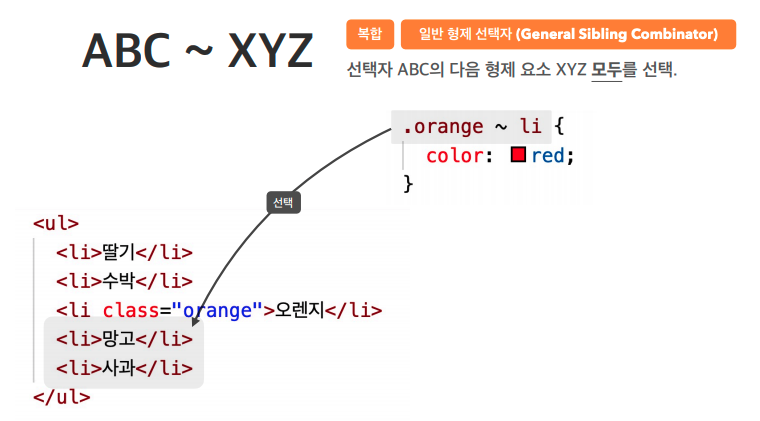 ABC ~ XYZ
복합
일반 형제 선택자 (General Sibling Combinator)
선택자 ABC의 다음 형제 요소 XYZ 모두를 선택.
.orange ~ li {
color: red;
}
선택
<ul>
<li>딸기</li>
<li>수박</li>
<li class="orange">오렌지</li>
<li>망고</li>
<li>사과</li>
</ul>